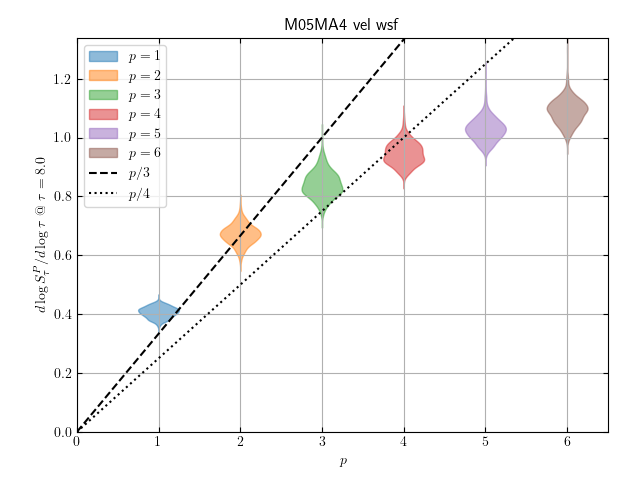 M05MA4 vel wsf
d log S_τ^P / d log τ @ τ = 8.0
1.2
1.0
0.8
0.6
0.4
0.2
0.0
p = 1
p = 2
p = 3
p = 4
p = 5
p = 6
p/3
p/4
0 1 2 3 4 5 6
p